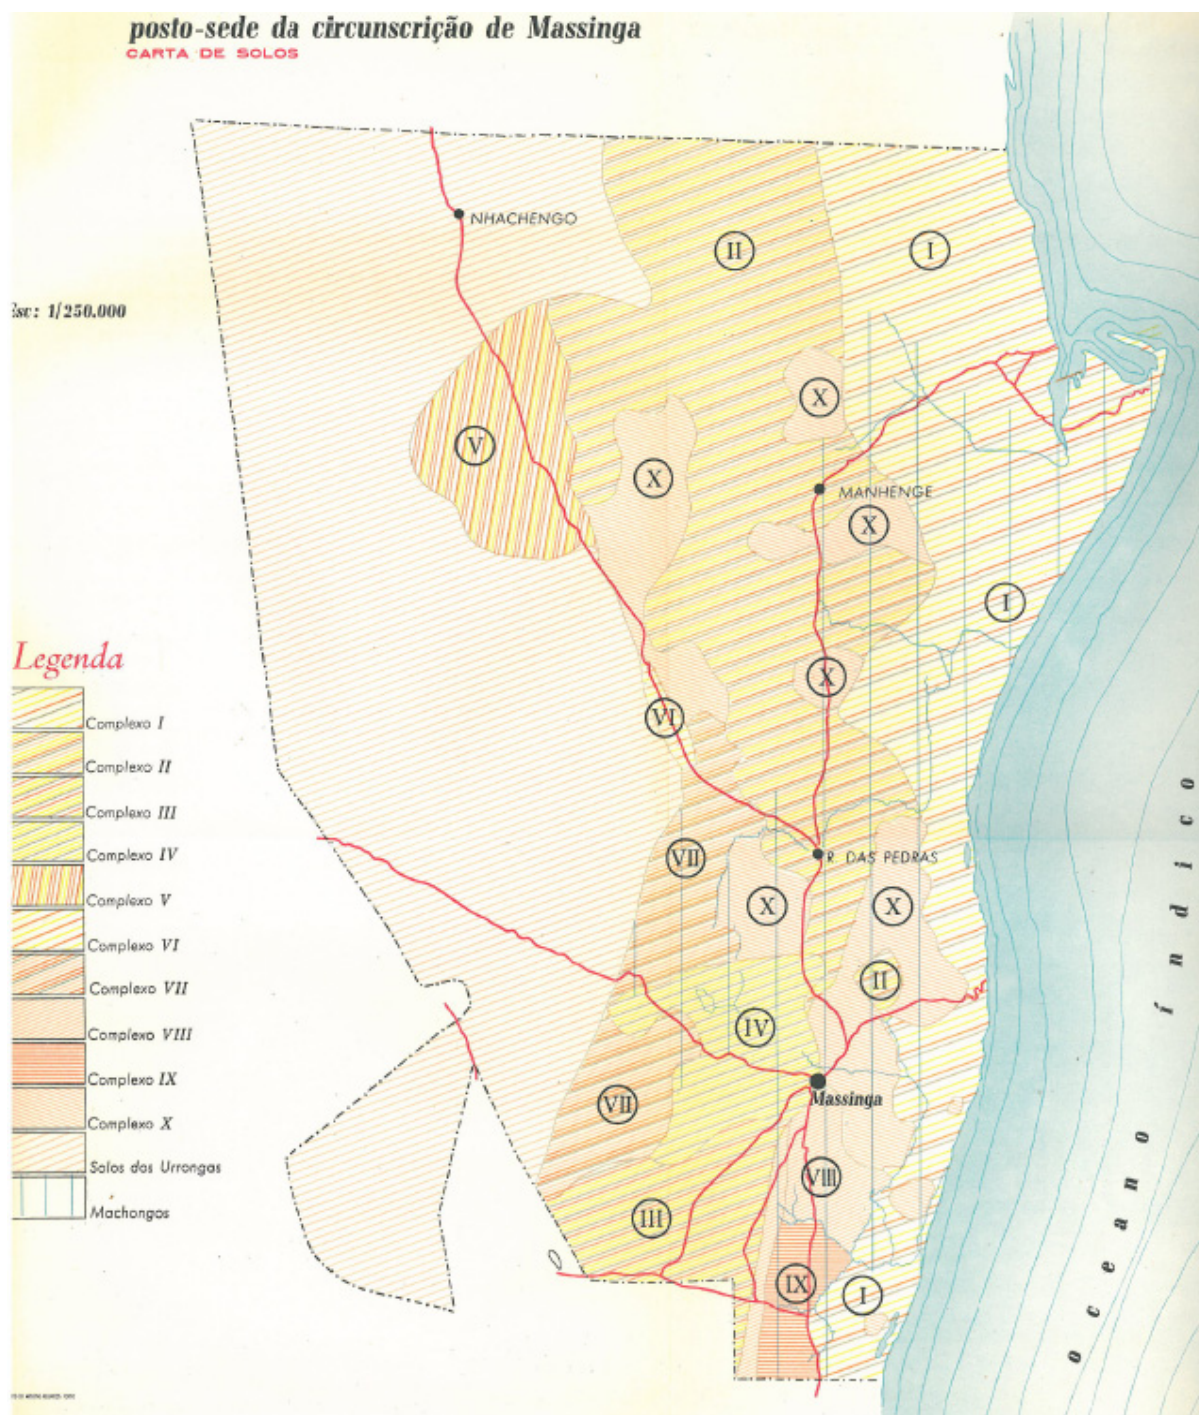 posto-sede da circunscrição de Massinga
CARTA DE SOLOS
NHACHENGO
II
I
Esc: 1/250.000
X
V
X
MANHENGE
X
I
Legenda
X
VI
Complexo I
Complexo II
Complexo III
Complexo IV
Complexo V
Complexo VI
Complexo VII
Complexo VIII
Complexo IX
Complexo X
Solos dos Urrongas
Machongos
VII
R. DAS PEDRAS
X
X
II
IV
Massinga
VII
VIII
III
IX
I
oceano índico